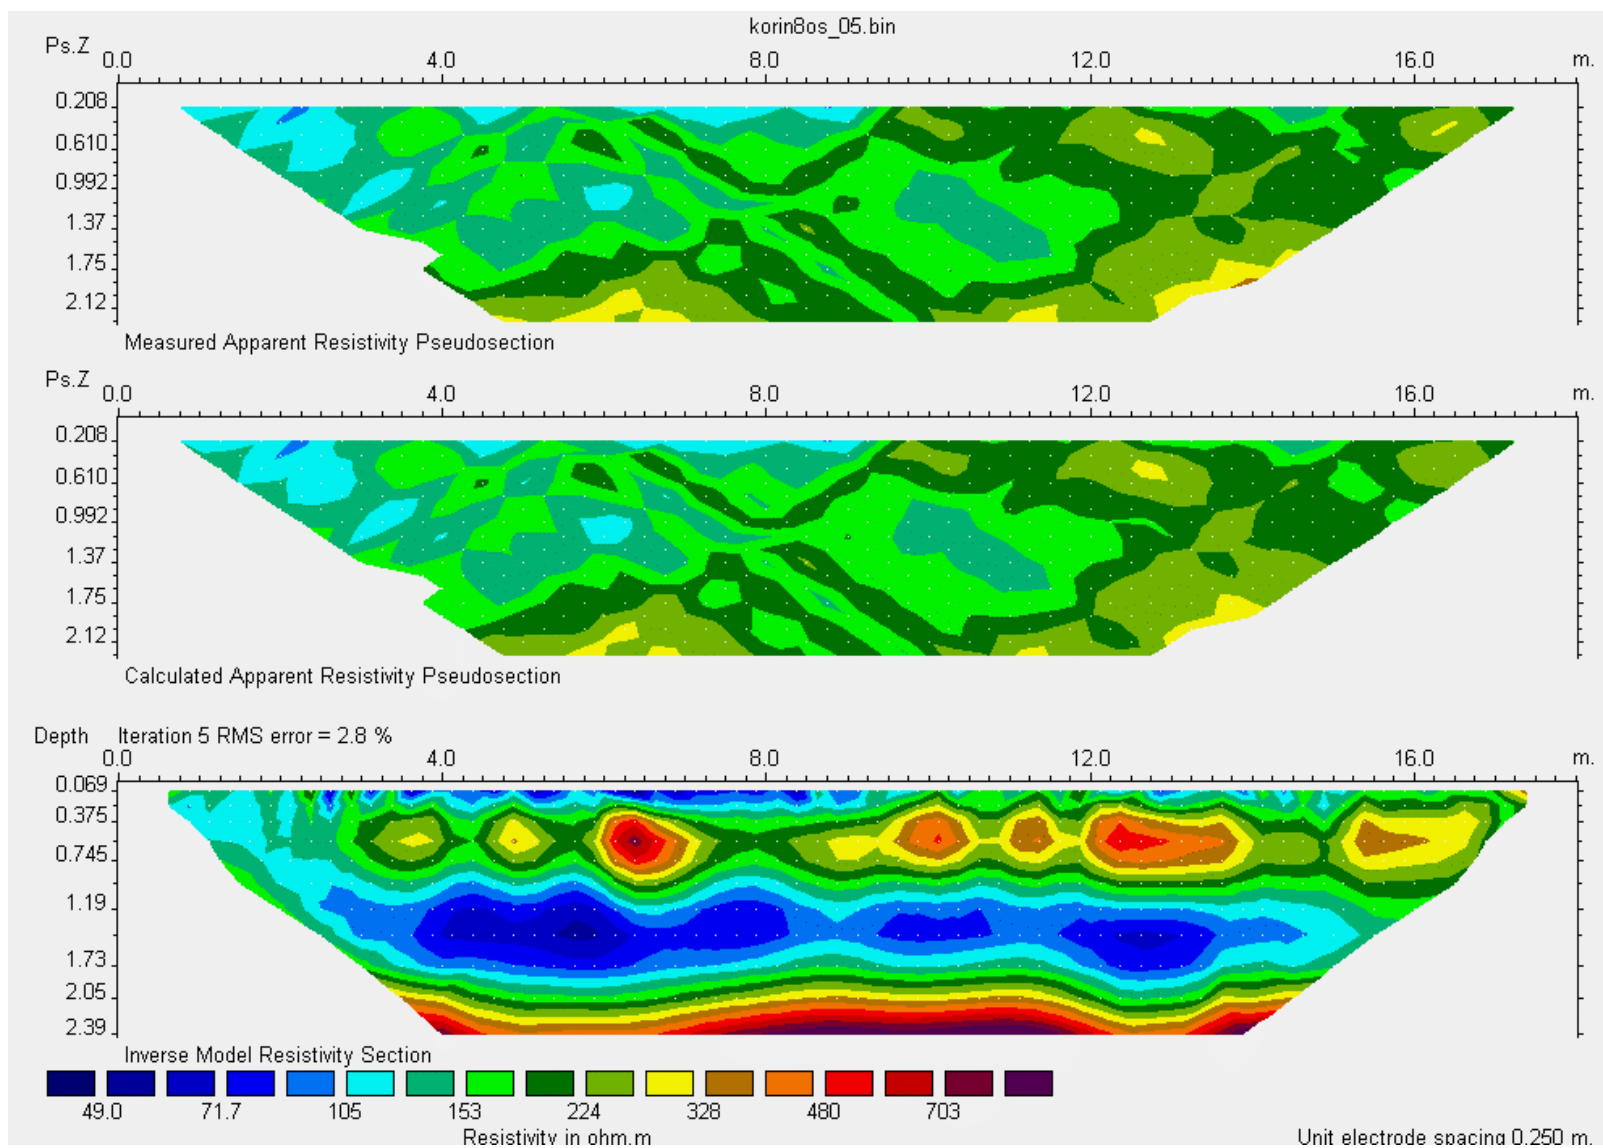 korin8os_05.bin
Ps.Z 0.0 4.0 8.0 12.0 16.0 m.
0.208
0.610
0.992
1.37
1.75
2.12
Measured Apparent Resistivity Pseudosection
Ps.Z 0.0 4.0 8.0 12.0 16.0 m.
0.208
0.610
0.992
1.37
1.75
2.12
Calculated Apparent Resistivity Pseudosection
Depth Iteration 5 RMS error = 2.8 %
0.0 4.0 8.0 12.0 16.0 m.
0.069
0.375
0.745
1.19
1.73
2.05
2.39
Inverse Model Resistivity Section
49.0 71.7 105 153 224 328 480 703
Resistivity in ohm.m Unit electrode spacing 0.250 m.